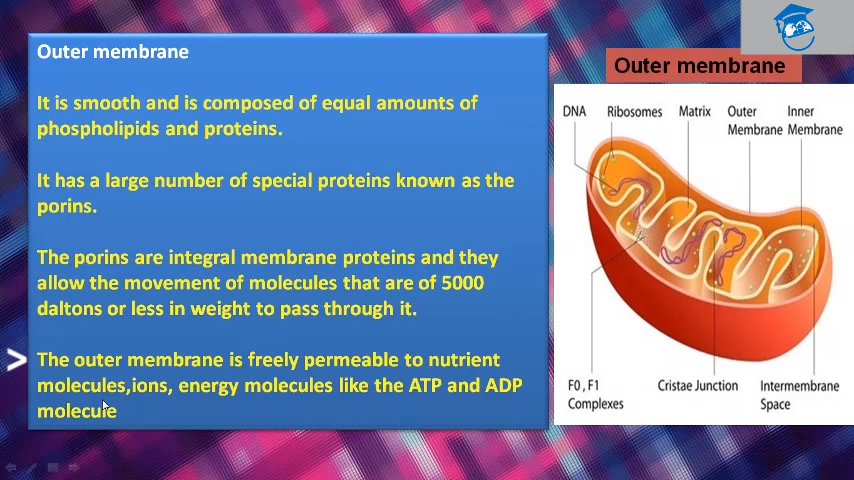 Outer membrane
It is smooth and is composed of equal amounts of
phospholipids and proteins.
It has a large number of special proteins known as the
porins.
The porins are integral membrane proteins and they
allow the movement of molecules that are of 5000
daltons or less in weight to pass through it.
> The outer membrane is freely permeable to nutrient
molecules,ions, energy molecules like the ATP and ADP
molecule
Outer membrane
DNA Ribosomes Matrix Outer Membrane Inner Membrane
F0 , F1 Complexes
Cristae Junction
Intermembrane Space